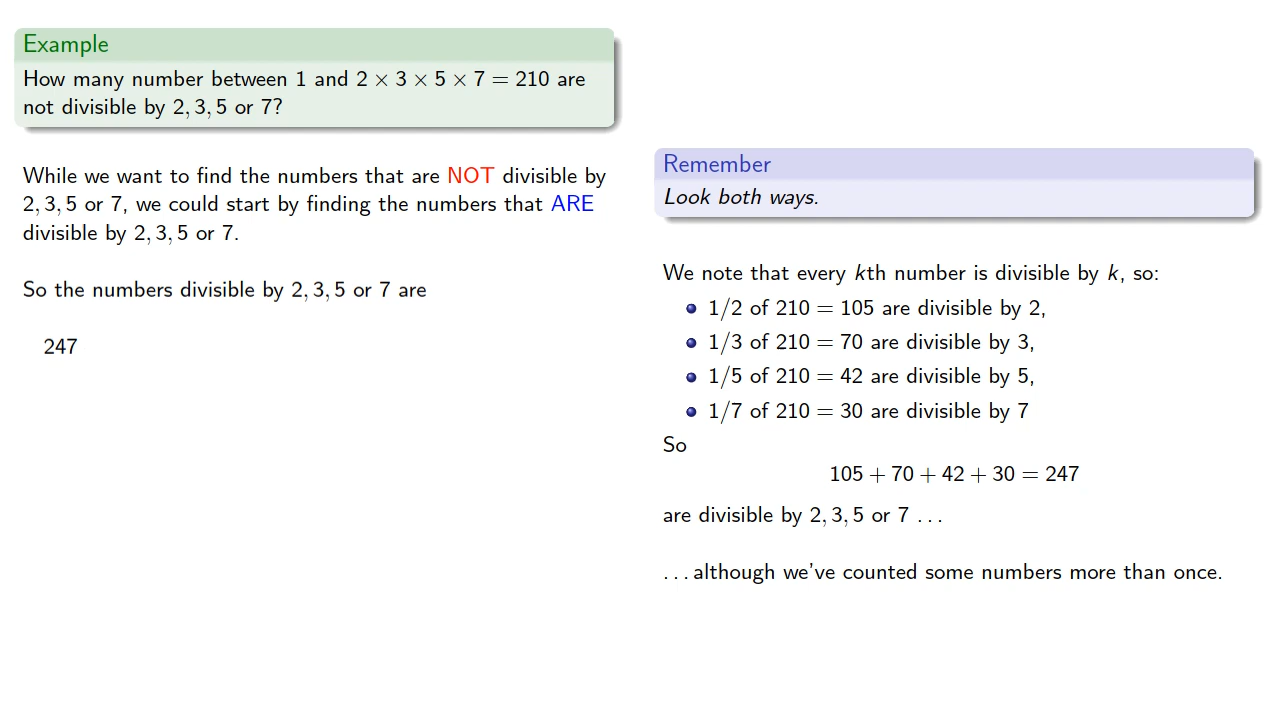 Example
How many number between 1 and 2 × 3 × 5 × 7 = 210 are
not divisible by 2, 3, 5 or 7?
While we want to find the numbers that are NOT divisible by
2, 3, 5 or 7, we could start by finding the numbers that ARE
divisible by 2, 3, 5 or 7.
So the numbers divisible by 2, 3, 5 or 7 are
247
Remember
Look both ways.
We note that every kth number is divisible by k, so:
1/2 of 210 = 105 are divisible by 2,
1/3 of 210 = 70 are divisible by 3,
1/5 of 210 = 42 are divisible by 5,
1/7 of 210 = 30 are divisible by 7
So
105 + 70 + 42 + 30 = 247
are divisible by 2, 3, 5 or 7 ...
...although we've counted some numbers more than once.